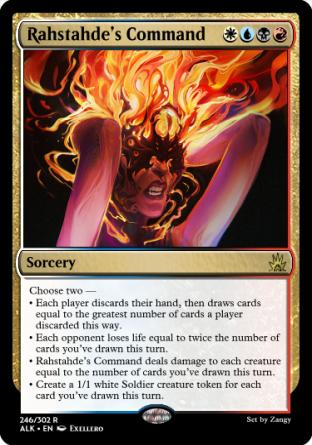 Rahstahde's Command
Sorcery
Choose two —
• Each player discards their hand, then draws cards
equal to the greatest number of cards a player
discarded this way.
• Each opponent loses life equal to twice the number
of cards you've drawn this turn.
• Rahstahde's Command deals damage to each creature
equal to the number of cards you've drawn this turn.
• Create a 1/1 white Soldier creature token for each
card you've drawn this turn.
246/302 R
ALK • EN Exellero
Set by Zangy